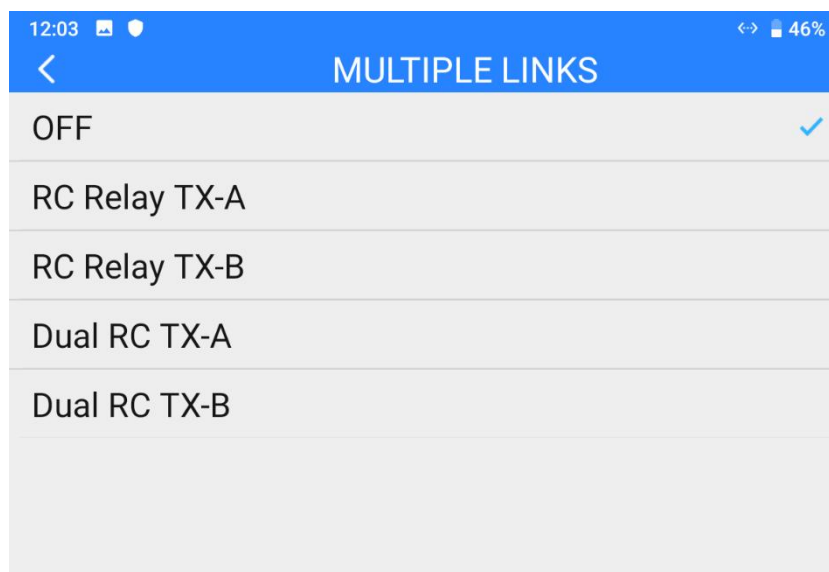 12:03 46%
MULTIPLE LINKS
OFF
RC Relay TX-A
RC Relay TX-B
Dual RC TX-A
Dual RC TX-B